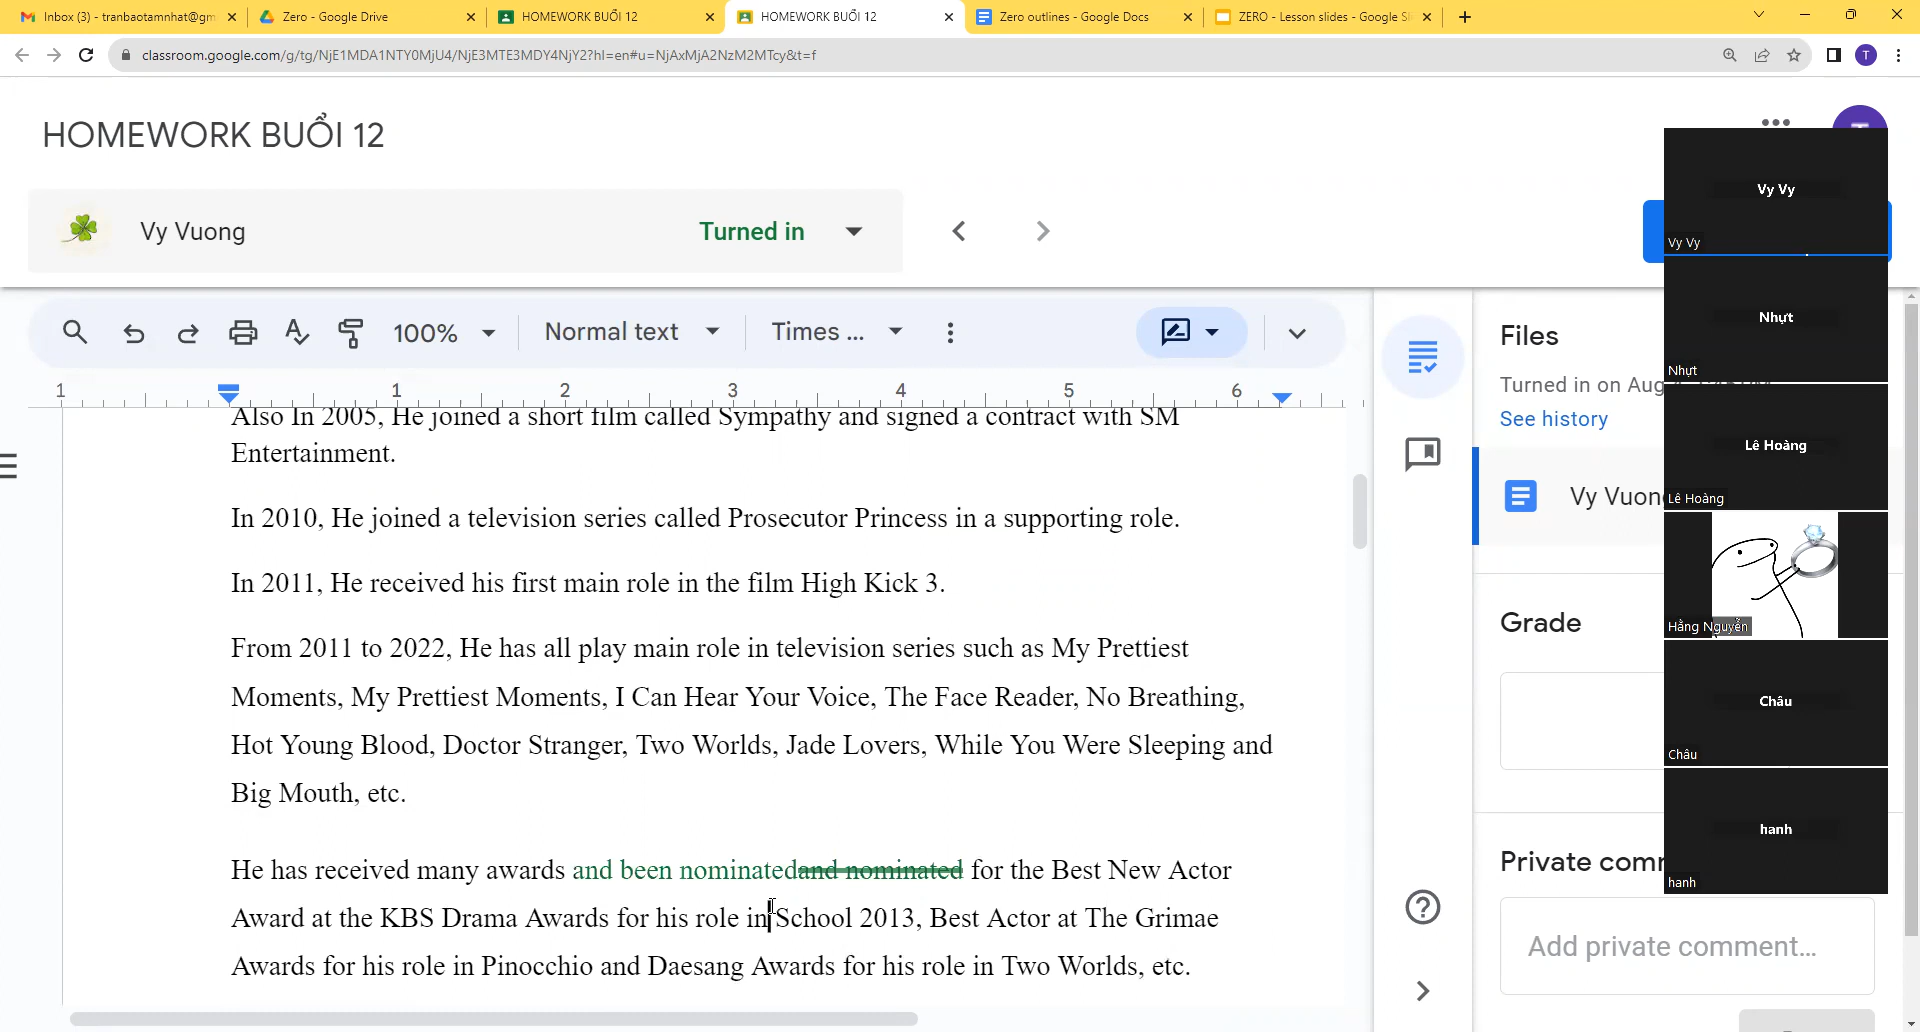 Inbox (3) - tranbaotamnhat@gm
Zero - Google Drive
HOMEWORK BUỔI 12
HOMEWORK BUỔI 12
Zero outlines - Google Docs
ZERO - Lesson slides - Google Sl
classroom.google.com/g/tg/NjE1MDA1NTY0MjU4/NjE3MTE3MDY4NjY2?hl=en#u=NjAxMjA2NzM2MTcy&t=f
T
HOMEWORK BUỔI 12
Vy Vuong
Turned in
100%
Normal text
Times ...
1 1 2 3 4 5 6
Also In 2005, He joined a short film called Sympathy and signed a contract with SM
Entertainment.
In 2010, He joined a television series called Prosecutor Princess in a supporting role.
In 2011, He received his first main role in the film High Kick 3.
From 2011 to 2022, He has all play main role in television series such as My Prettiest
Moments, My Prettiest Moments, I Can Hear Your Voice, The Face Reader, No Breathing,
Hot Young Blood, Doctor Stranger, Two Worlds, Jade Lovers, While You Were Sleeping and
Big Mouth, etc.
He has received many awards and been nominatedand nominated for the Best New Actor
Award at the KBS Drama Awards for his role in School 2013, Best Actor at The Grimae
Awards for his role in Pinocchio and Daesang Awards for his role in Two Worlds, etc.
Files
Turned in on Aug
See history
Vy Vuong
Grade
Private comm
Add private comment...
Vy Vy
Vy Vy
Nhựt
Nhựt
Lê Hoàng
Lê Hoàng
Hằng Nguyễn
Châu
Châu
hanh
hanh